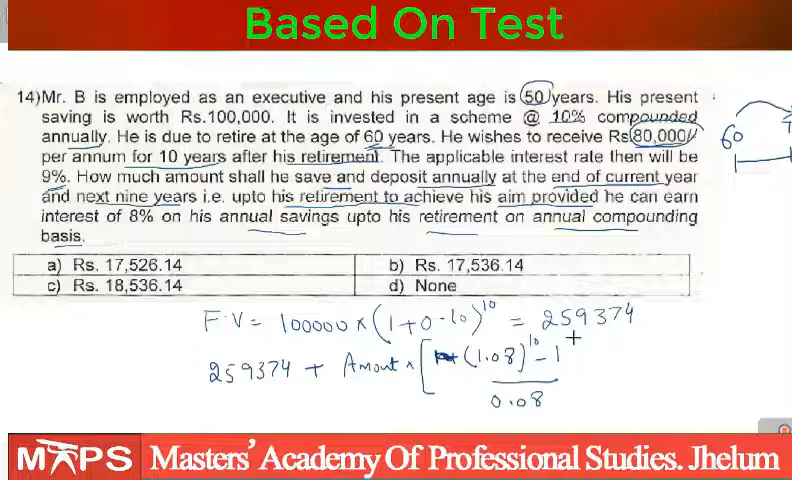 Based On Test
14)Mr. B is employed as an executive and his present age is 50 years. His present
saving is worth Rs.100,000. It is invested in a scheme @ 10% compounded
annually. He is due to retire at the age of 60 years. He wishes to receive Rs 80,000/
per annum for 10 years after his retirement. The applicable interest rate then will be
9%. How much amount shall he save and deposit annually at the end of current year
and next nine years i.e. upto his retirement to achieve his aim provided he can earn
interest of 8% on his annual savings upto his retirement on annual compounding
basis.
a) Rs. 17,526.14 b) Rs. 17,536.14
c) Rs. 18,536.14 d) None
60
F.V = 100000 × (1+0.10)^10 = 259374
259374 + Amount × [ (1.08)^10 - 1
0.08
MAPS Masters' Academy Of Professional Studies. Jhelum